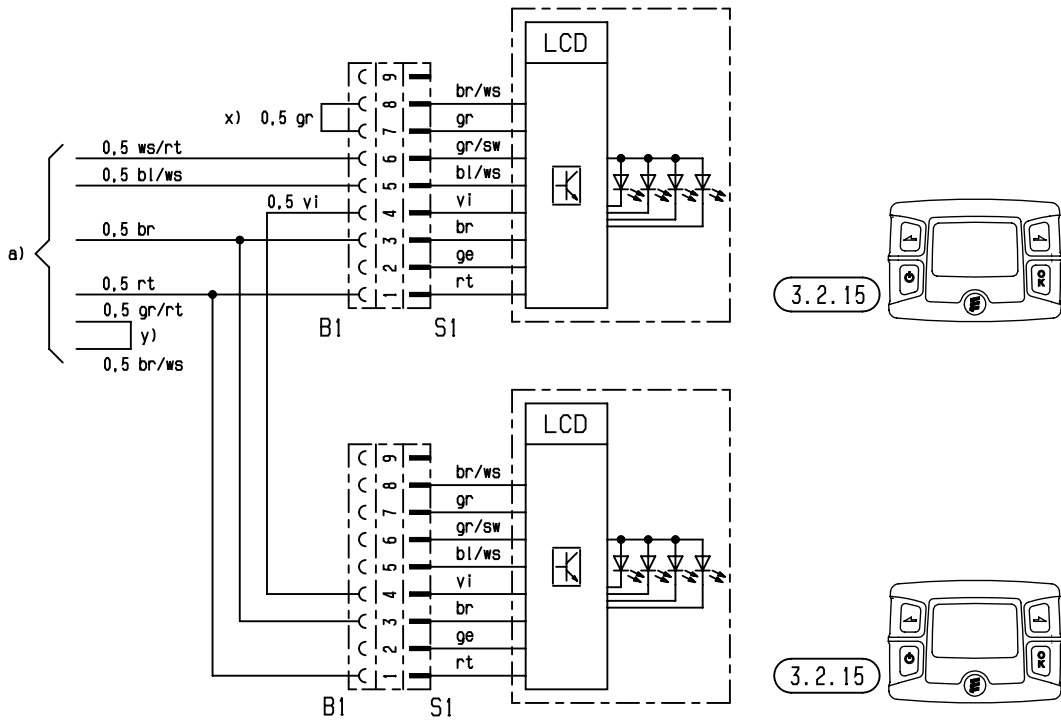 LCD
9
8
7
6
5
4
3
2
1
br/ws
gr
gr/sw
bl/ws
vi
br
ge
rt
x) 0,5 gr
0,5 ws/rt
0,5 bl/ws
0,5 vi
a)
0,5 br
0,5 rt
0,5 gr/rt
y)
0,5 br/ws
B1
S1
3.2.15
OK
LCD
9
8
7
6
5
4
3
2
1
br/ws
gr
gr/sw
bl/ws
vi
br
ge
rt
B1
S1
3.2.15
OK